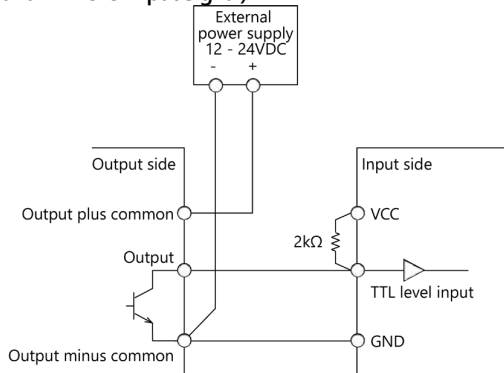 External
power supply
12 - 24VDC
- +
Output side
Input side
Output plus common
VCC
2kΩ
Output
TTL level input
GND
Output minus common